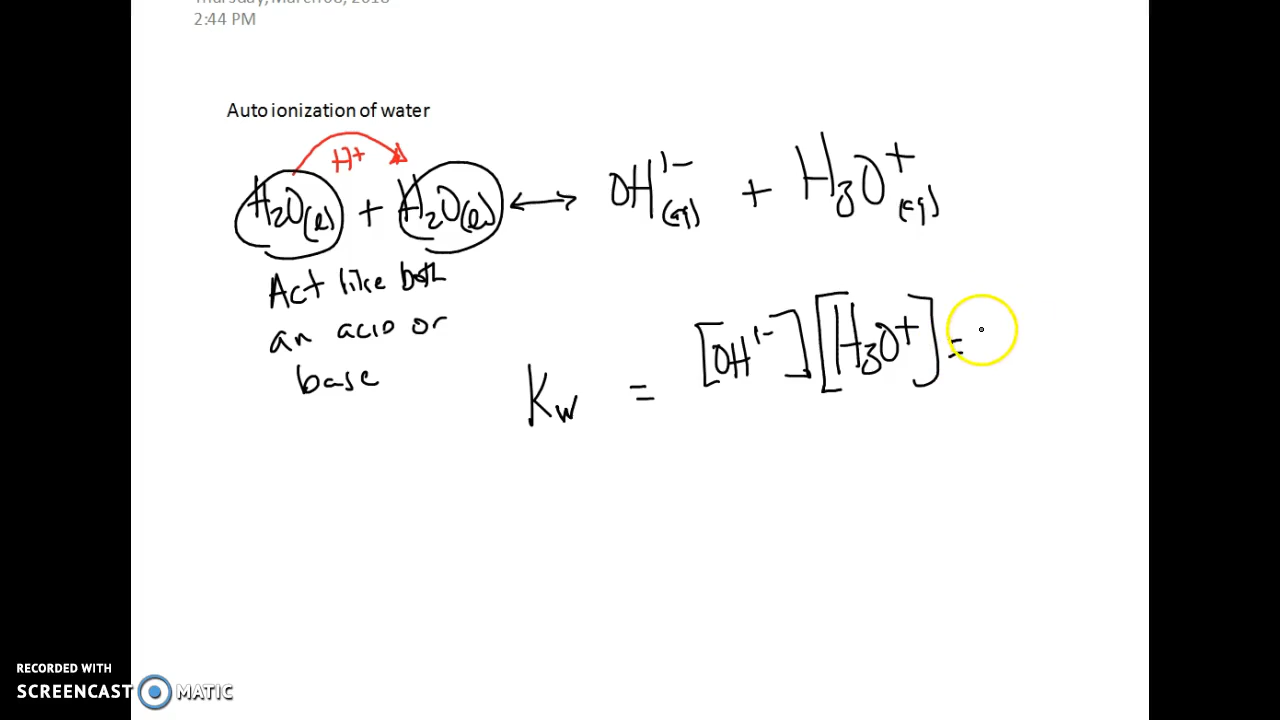 2:44 PM
Auto ionization of water
H+
H₂O(l) + H₂O(l) ↔ OH¹⁻(aq) + H₃O⁺(aq)
Act like both
an acid or
base
Kw = [OH¹⁻][H₃O⁺] =
RECORDED WITH
SCREENCAST MATIC